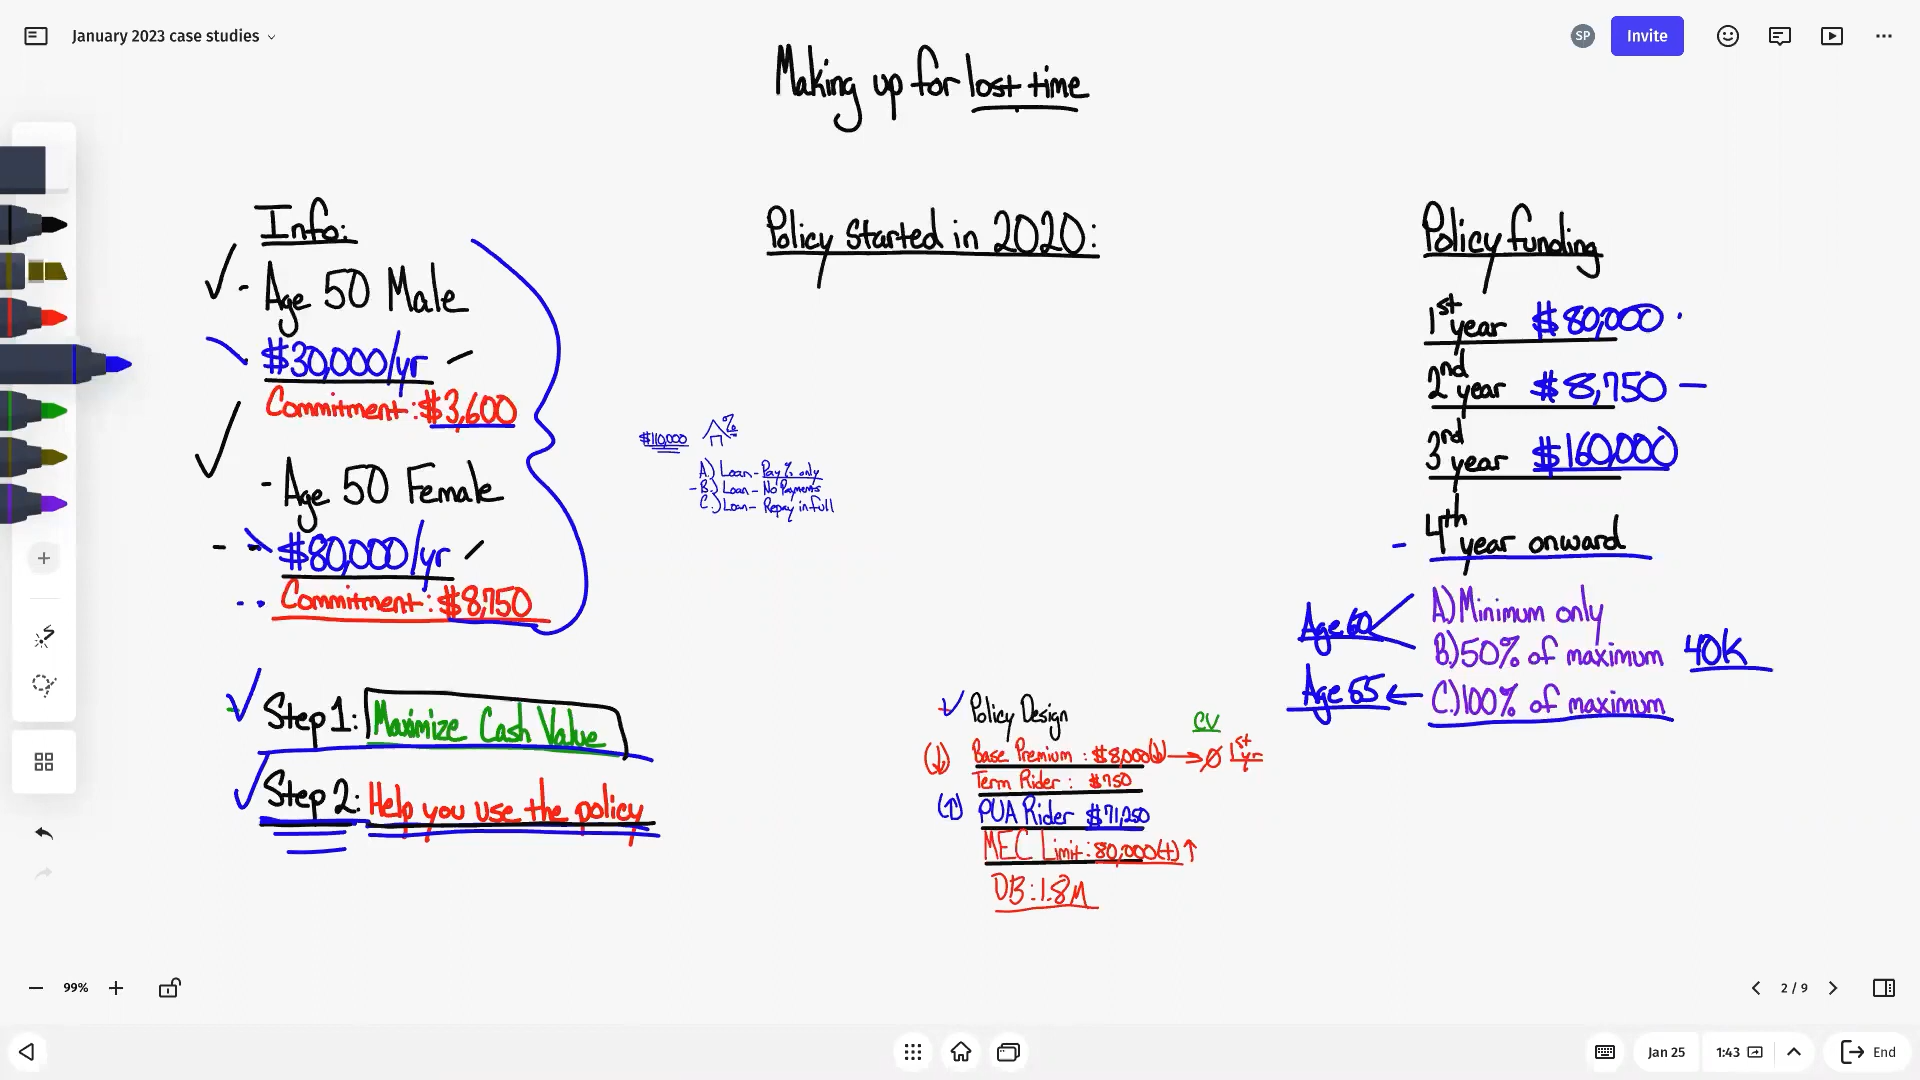 January 2023 case studies
SP
Invite
Making up for lost time
Info:
- Age 50 Male
$30,000/yr
Commitment: $3,600
- Age 50 Female
$80,000/yr
Commitment: $8,750
Step 1: Maximize Cash Value
Step 2: Help you use the policy
Policy Started in 2020:
$110,000 %
A.) Loan - Pay % only
- B.) Loan - No Payments
C.) Loan - Repay in full
Policy Design
CV
(↓) Base Premium : $8,000(↓) → Ø 1st yr
Term Rider : $750
(↑) PUA Rider $71,250
MEC Limit: 80,000(+) ↑
DB: 1.8M
Policy funding
1st year $80,000
2nd year $8,750
3rd year $160,000
- 4th year onward
Age 60
A.) Minimum only
B.) 50% of maximum 40K
Age 65 ← C.) 100% of maximum
99%
2 / 9
Jan 25
1:43
End